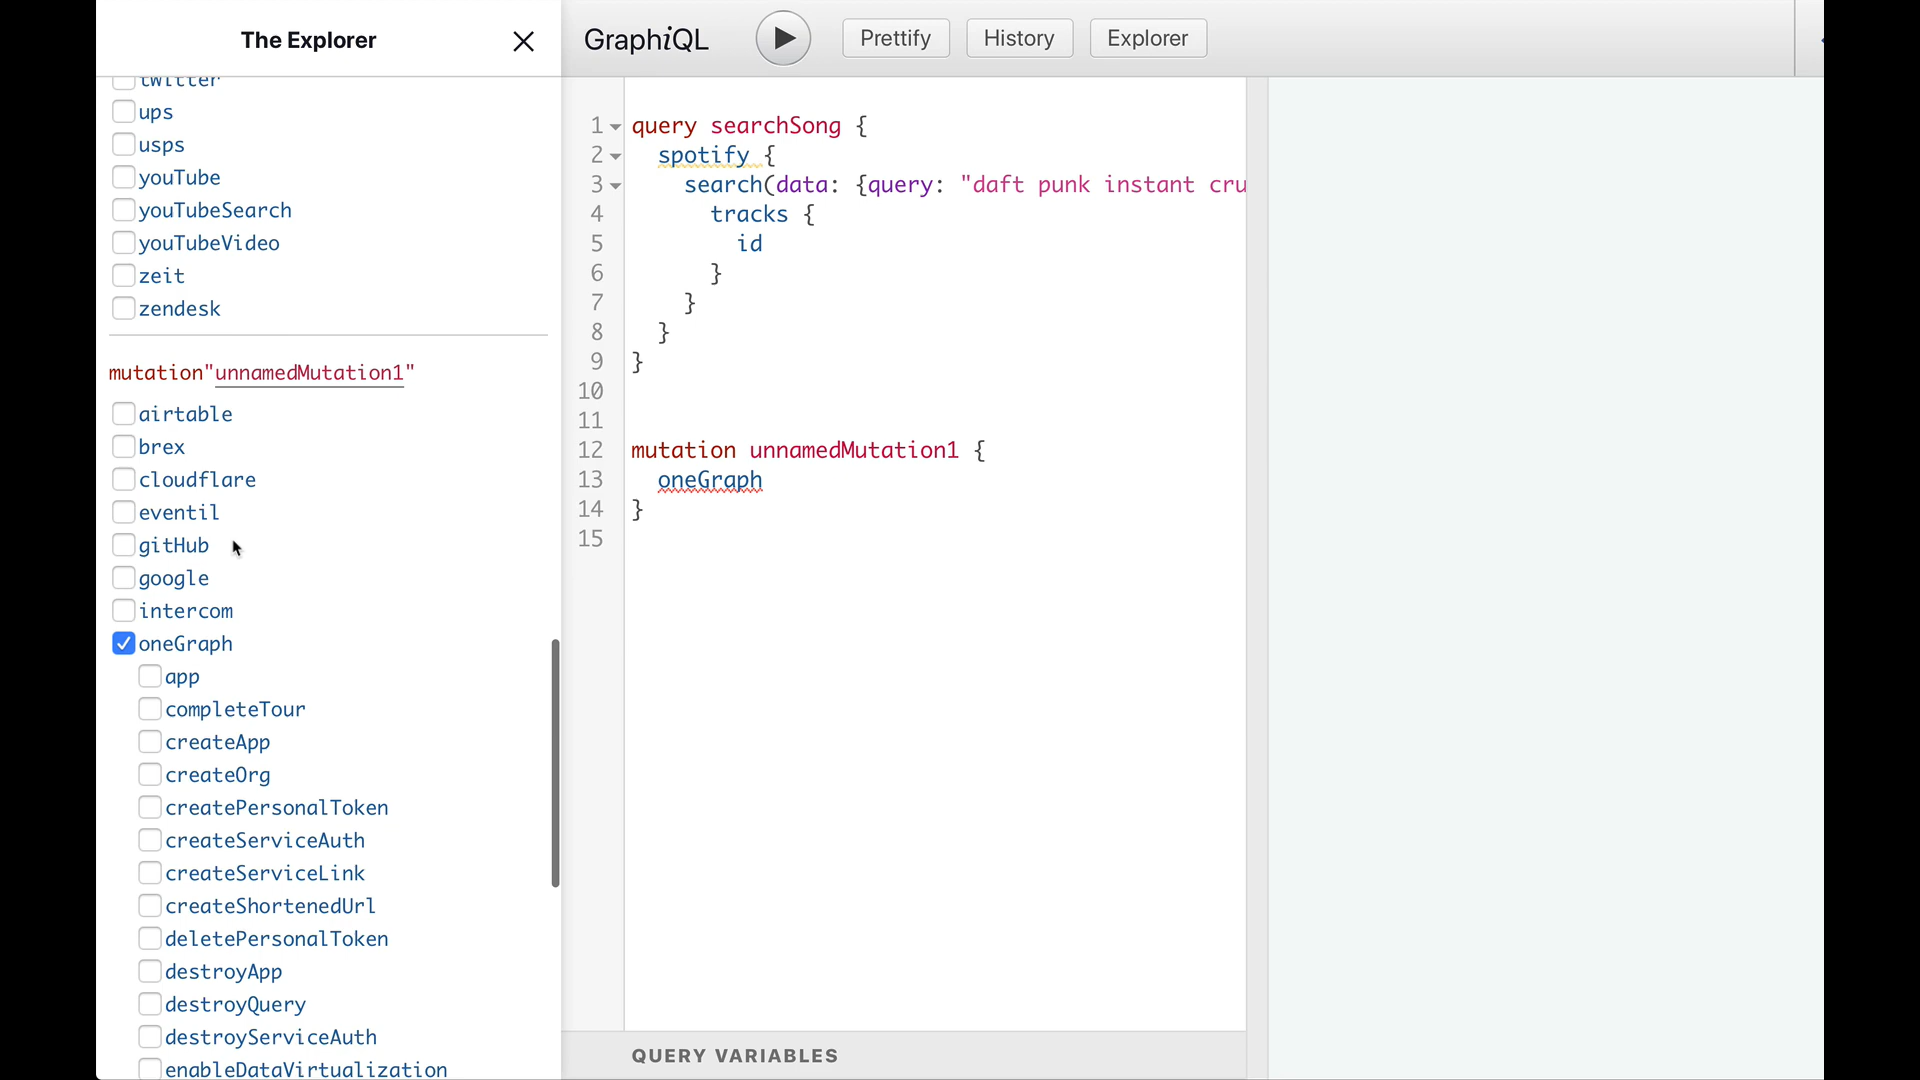 The Explorer
GraphiQL
Prettify
History
Explorer
twitter
ups
usps
youTube
youTubeSearch
youTubeVideo
zeit
zendesk
mutation"unnamedMutation1"
airtable
brex
cloudflare
eventil
gitHub
google
intercom
oneGraph
app
completeTour
createApp
createOrg
createPersonalToken
createServiceAuth
createServiceLink
createShortenedUrl
deletePersonalToken
destroyApp
destroyQuery
destroyServiceAuth
enableDataVirtualization
1 query searchSong {
2 spotify {
3 search(data: {query: "daft punk instant cru
4 tracks {
5 id
6 }
7 }
8 }
9 }
10
11
12 mutation unnamedMutation1 {
13 oneGraph
14 }
15
QUERY VARIABLES